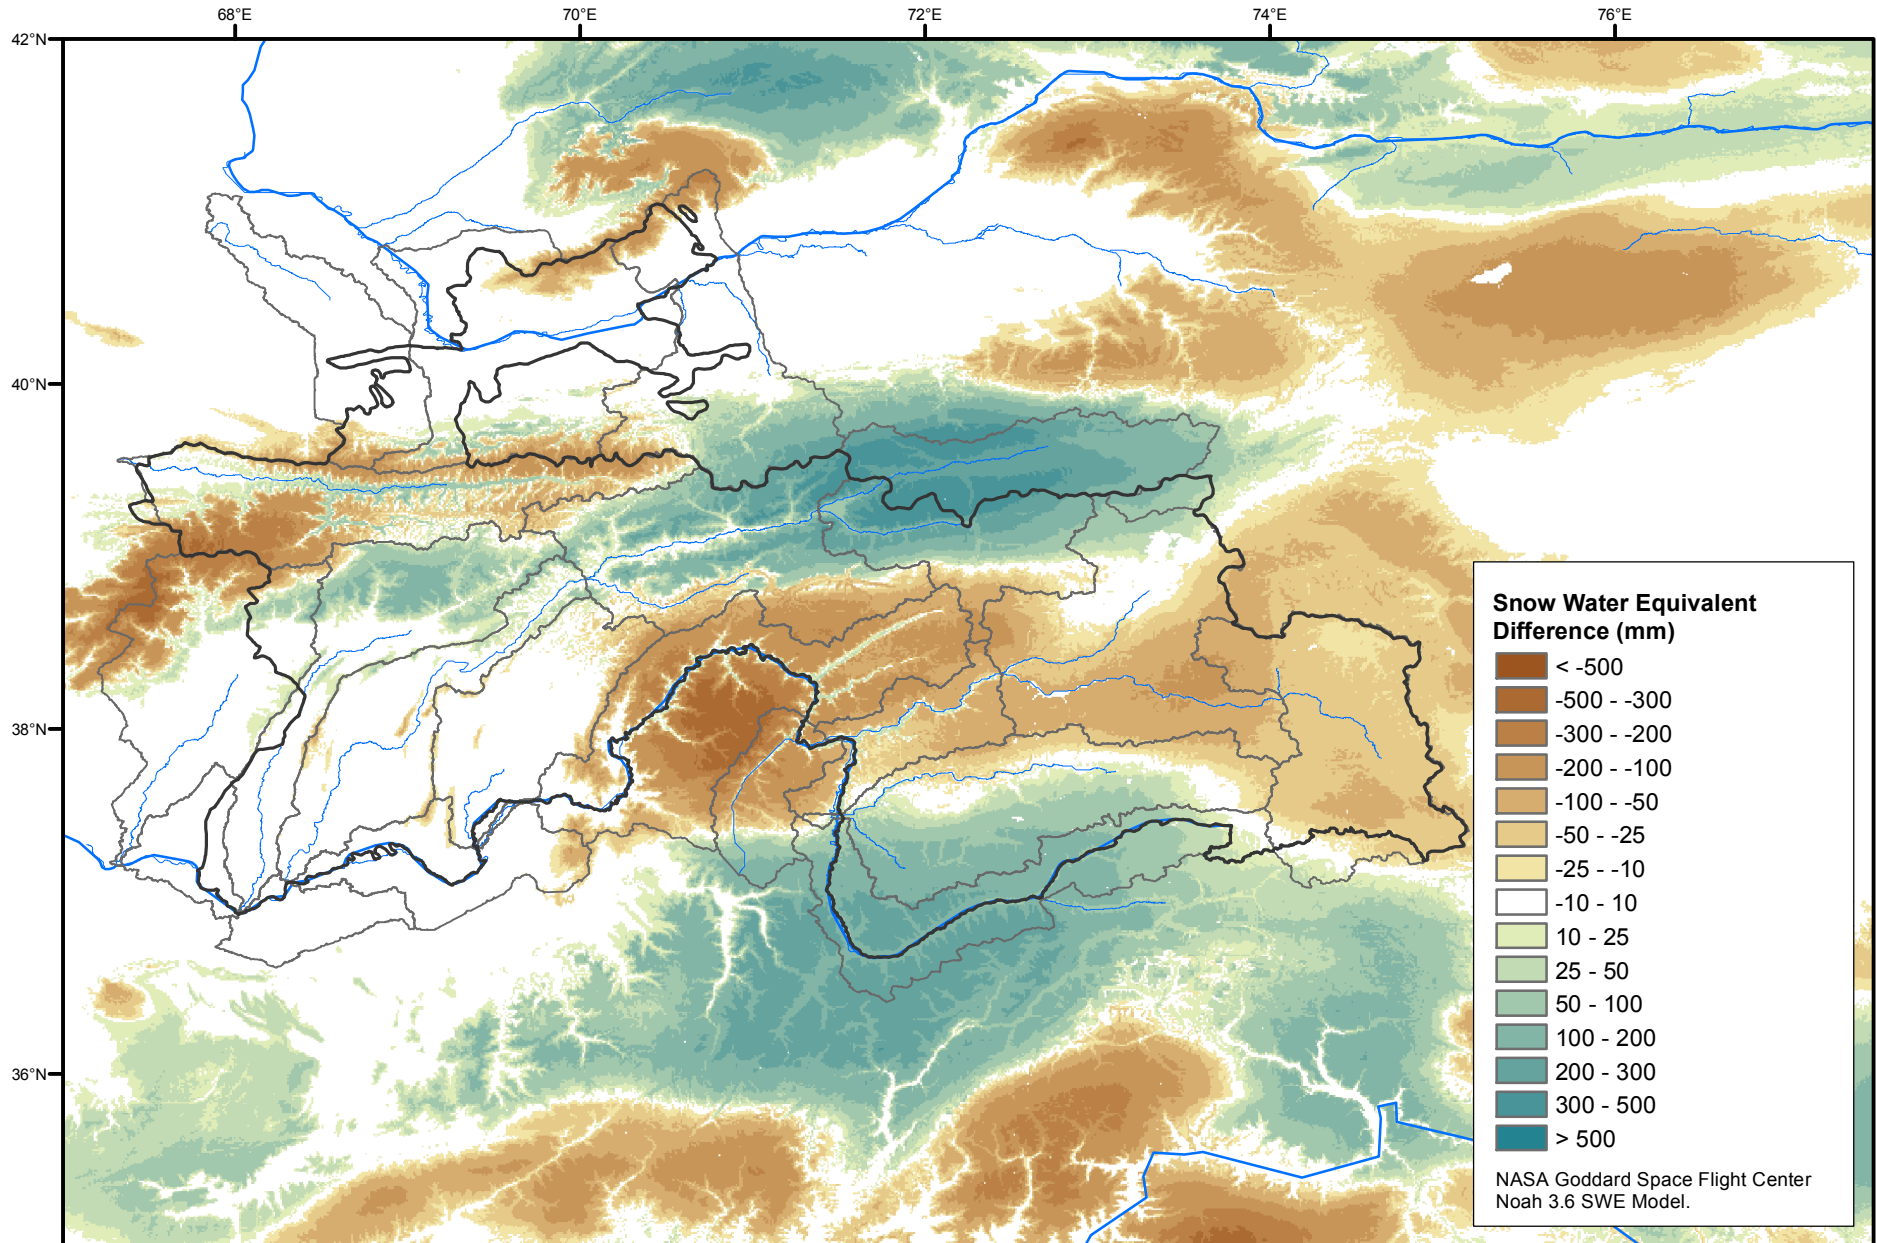 68°E
70°E
72°E
74°E
76°E
42°N
40°N
38°N
36°N
Snow Water Equivalent
Difference (mm)
< -500
-500 - -300
-300 - -200
-200 - -100
-100 - -50
-50 - -25
-25 - -10
-10 - 10
10 - 25
25 - 50
50 - 100
100 - 200
200 - 300
300 - 500
> 500
NASA Goddard Space Flight Center
Noah 3.6 SWE Model.